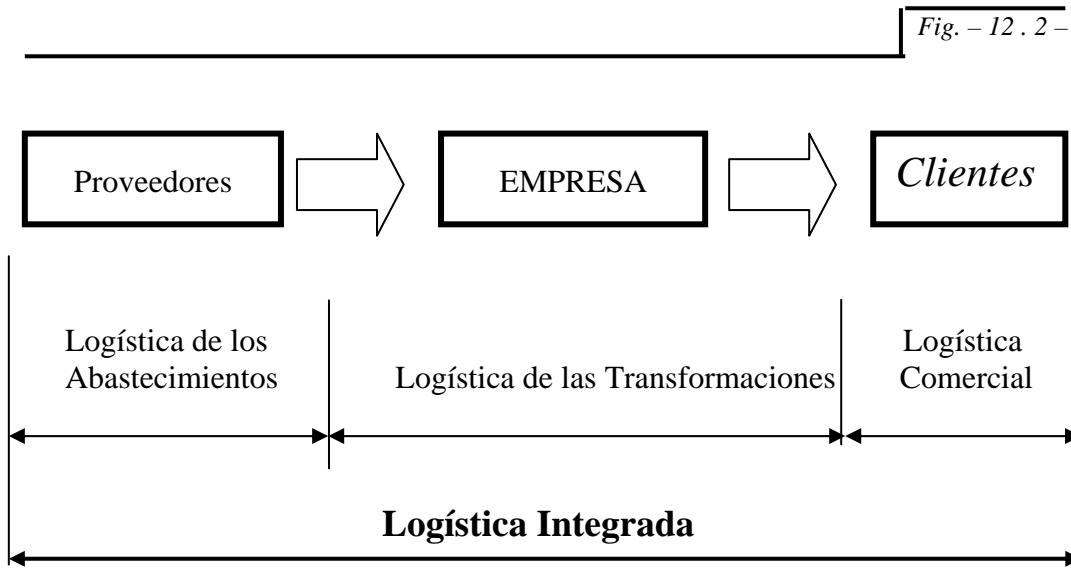 Fig. – 12 . 2 –
Proveedores
EMPRESA
Clientes
Logística de los
Abastecimientos
Logística de las Transformaciones
Logística
Comercial
Logística Integrada